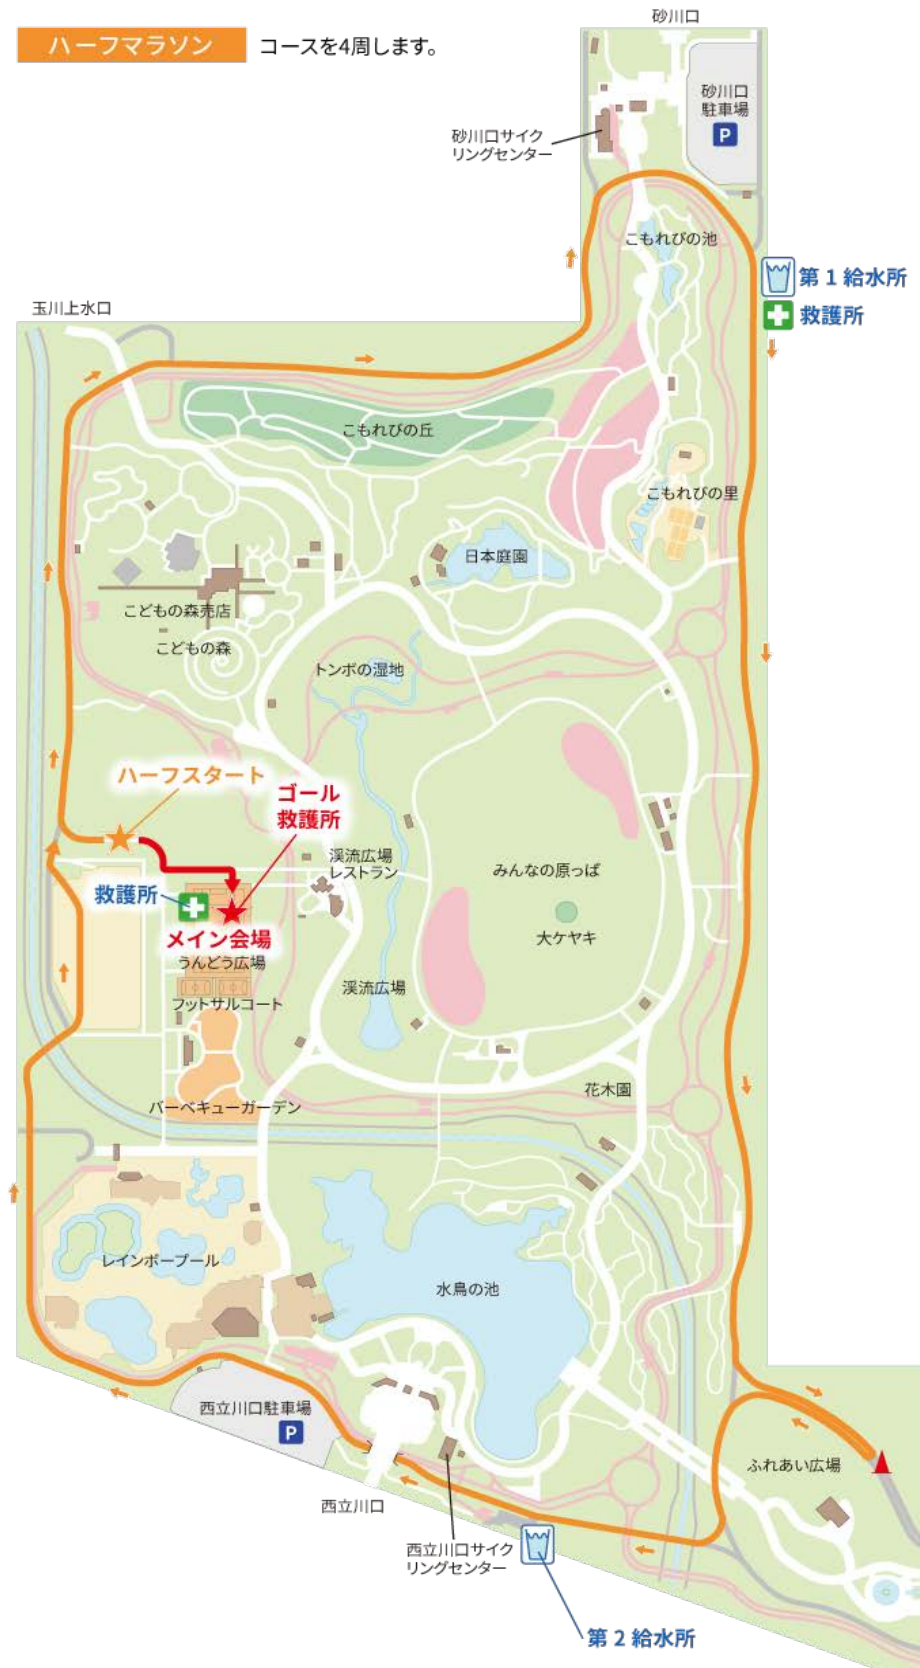 砂川口
ハーフマラソン コースを4周します。
砂川口
駐車場
P
砂川口サイク
リングセンター
こもれびの池
第1給水所
救護所
玉川上水口
こもれびの丘
こもれびの里
日本庭園
こどもの森売店
こどもの森
トンボの湿地
ハーフスタート
ゴール
救護所
渓流広場
レストラン
みんなの原っぱ
救護所
大ケヤキ
メイン会場
うんどう広場
渓流広場
フットサルコート
花木園
バーベキューガーデン
レインボープール
水鳥の池
西立川口駐車場
P
ふれあい広場
西立川口
西立川口サイク
リングセンター
第2給水所